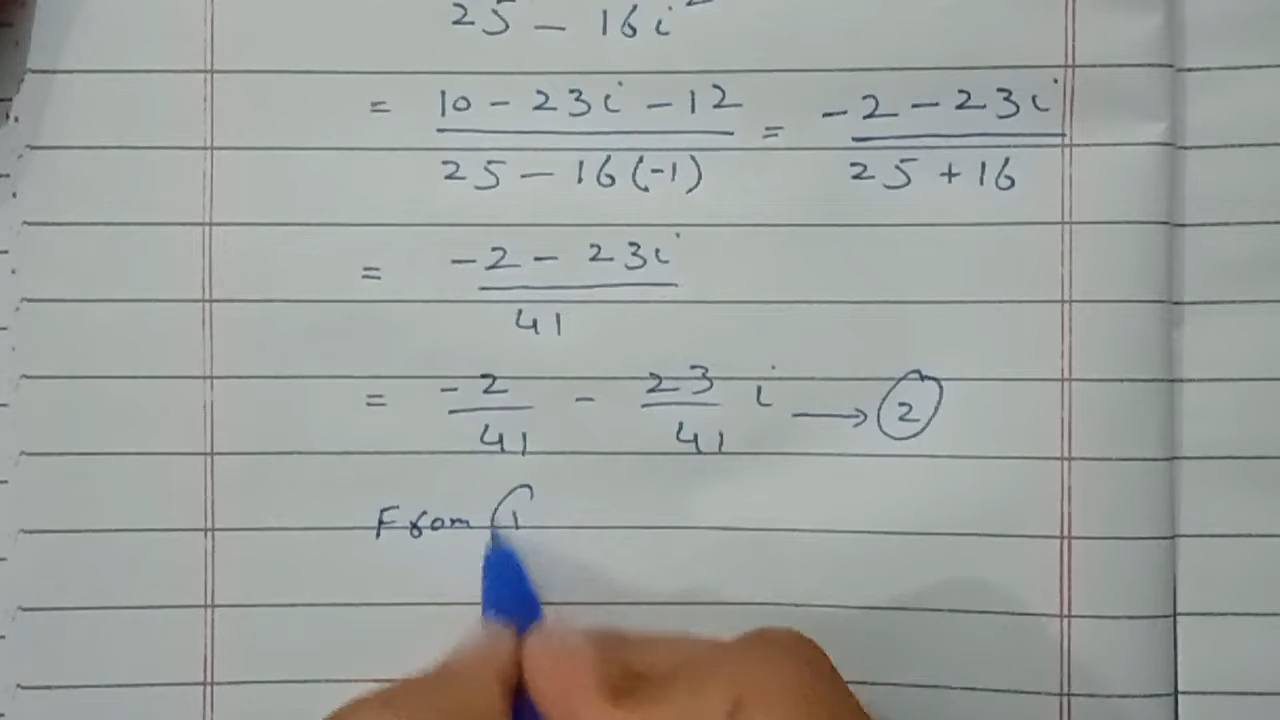 25 - 16i²
= (10 - 23i - 12)/(25 - 16(-1)) = (-2 - 23i)/(25 + 16)
= (-2 - 23i)/41
= -2/41 - 23/41 i → ②
From (1